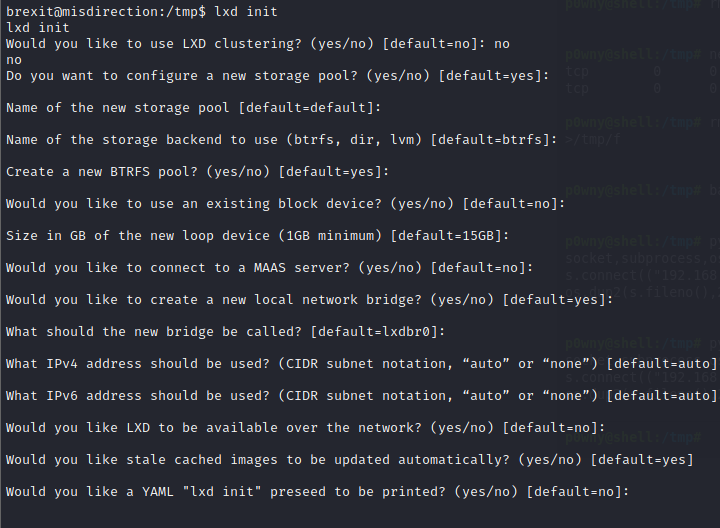 brexit@misdirection:/tmp$ lxd init
lxd init
Would you like to use LXD clustering? (yes/no) [default=no]: no
no
Do you want to configure a new storage pool? (yes/no) [default=yes]:
Name of the new storage pool [default=default]:
Name of the storage backend to use (btrfs, dir, lvm) [default=btrfs]:
Create a new BTRFS pool? (yes/no) [default=yes]:
Would you like to use an existing block device? (yes/no) [default=no]:
Size in GB of the new loop device (1GB minimum) [default=15GB]:
Would you like to connect to a MAAS server? (yes/no) [default=no]:
Would you like to create a new local network bridge? (yes/no) [default=yes]:
What should the new bridge be called? [default=lxdbr0]:
What IPv4 address should be used? (CIDR subnet notation, “auto” or “none”) [default=auto]
What IPv6 address should be used? (CIDR subnet notation, “auto” or “none”) [default=auto]
Would you like LXD to be available over the network? (yes/no) [default=no]:
Would you like stale cached images to be updated automatically? (yes/no) [default=yes]
Would you like a YAML "lxd init" preseed to be printed? (yes/no) [default=no]: